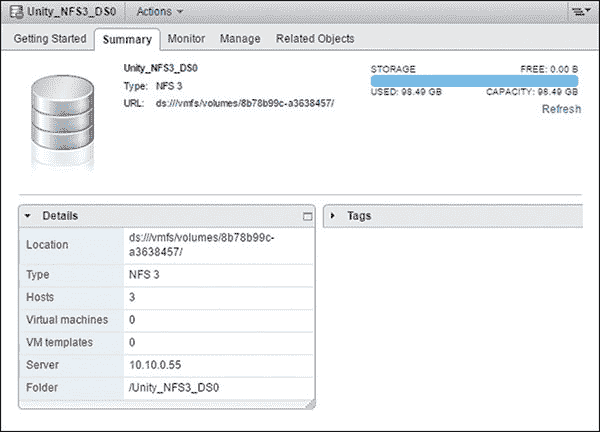 Unity_NFS3_DS0 Actions
Getting Started Summary Monitor Manage Related Objects
Unity_NFS3_DS0
Type: NFS 3
URL: ds:///vmfs/volumes/8b78b99c-a3638457/
STORAGE FREE: 0.00 B
USED: 98.49 GB CAPACITY: 98.49 GB
Refresh
Details
Location ds:///vmfs/volumes/8b78b99c-
a3638457/
Type NFS 3
Hosts 3
Virtual machines 0
VM templates 0
Server 10.10.0.55
Folder /Unity_NFS3_DS0
Tags